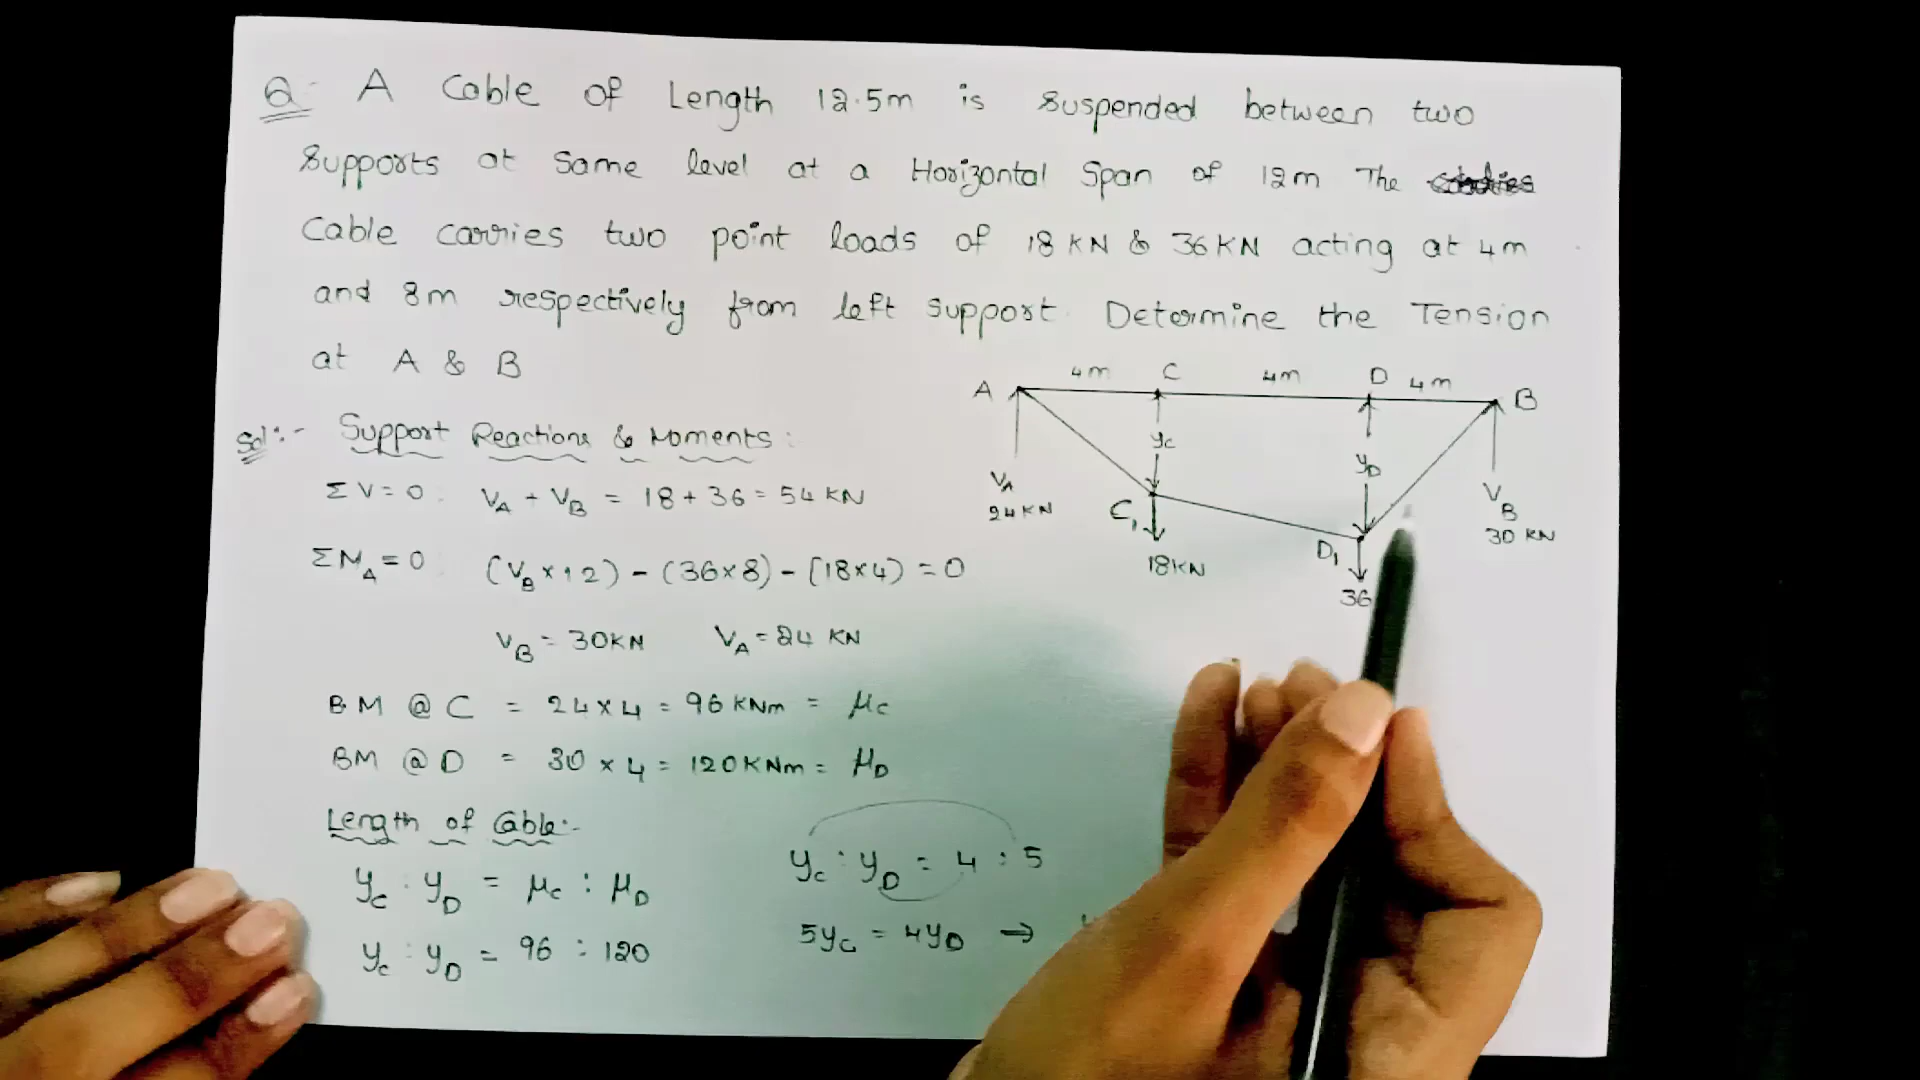 Q:- A Cable of Length 12.5m is suspended between two
supports at same level at a Horizontal Span of 12m The
cable carries two point loads of 18 KN & 36 KN acting at 4m
and 8m respectively from left support. Determine the Tension
at A & B
4m C 4m D 4m
A B
Sol:- Support Reactions & Moments:
yc
yD
ΣV=0: VA + VB = 18 + 36 = 54 KN
VA
24 KN
VB
30 KN
C1
18KN
D1
36
ΣMA=0: (VB×12) - (36×8) - (18×4) = 0
VB = 30KN VA = 24 KN
BM @ C = 24×4 = 96 KNm = μc
BM @ D = 30 × 4 = 120KNm = μD
Length of Cable:-
yc : yD = μc : μD
yc : yD = 4 : 5
yc : yD = 96 : 120
5yc = 4yD →